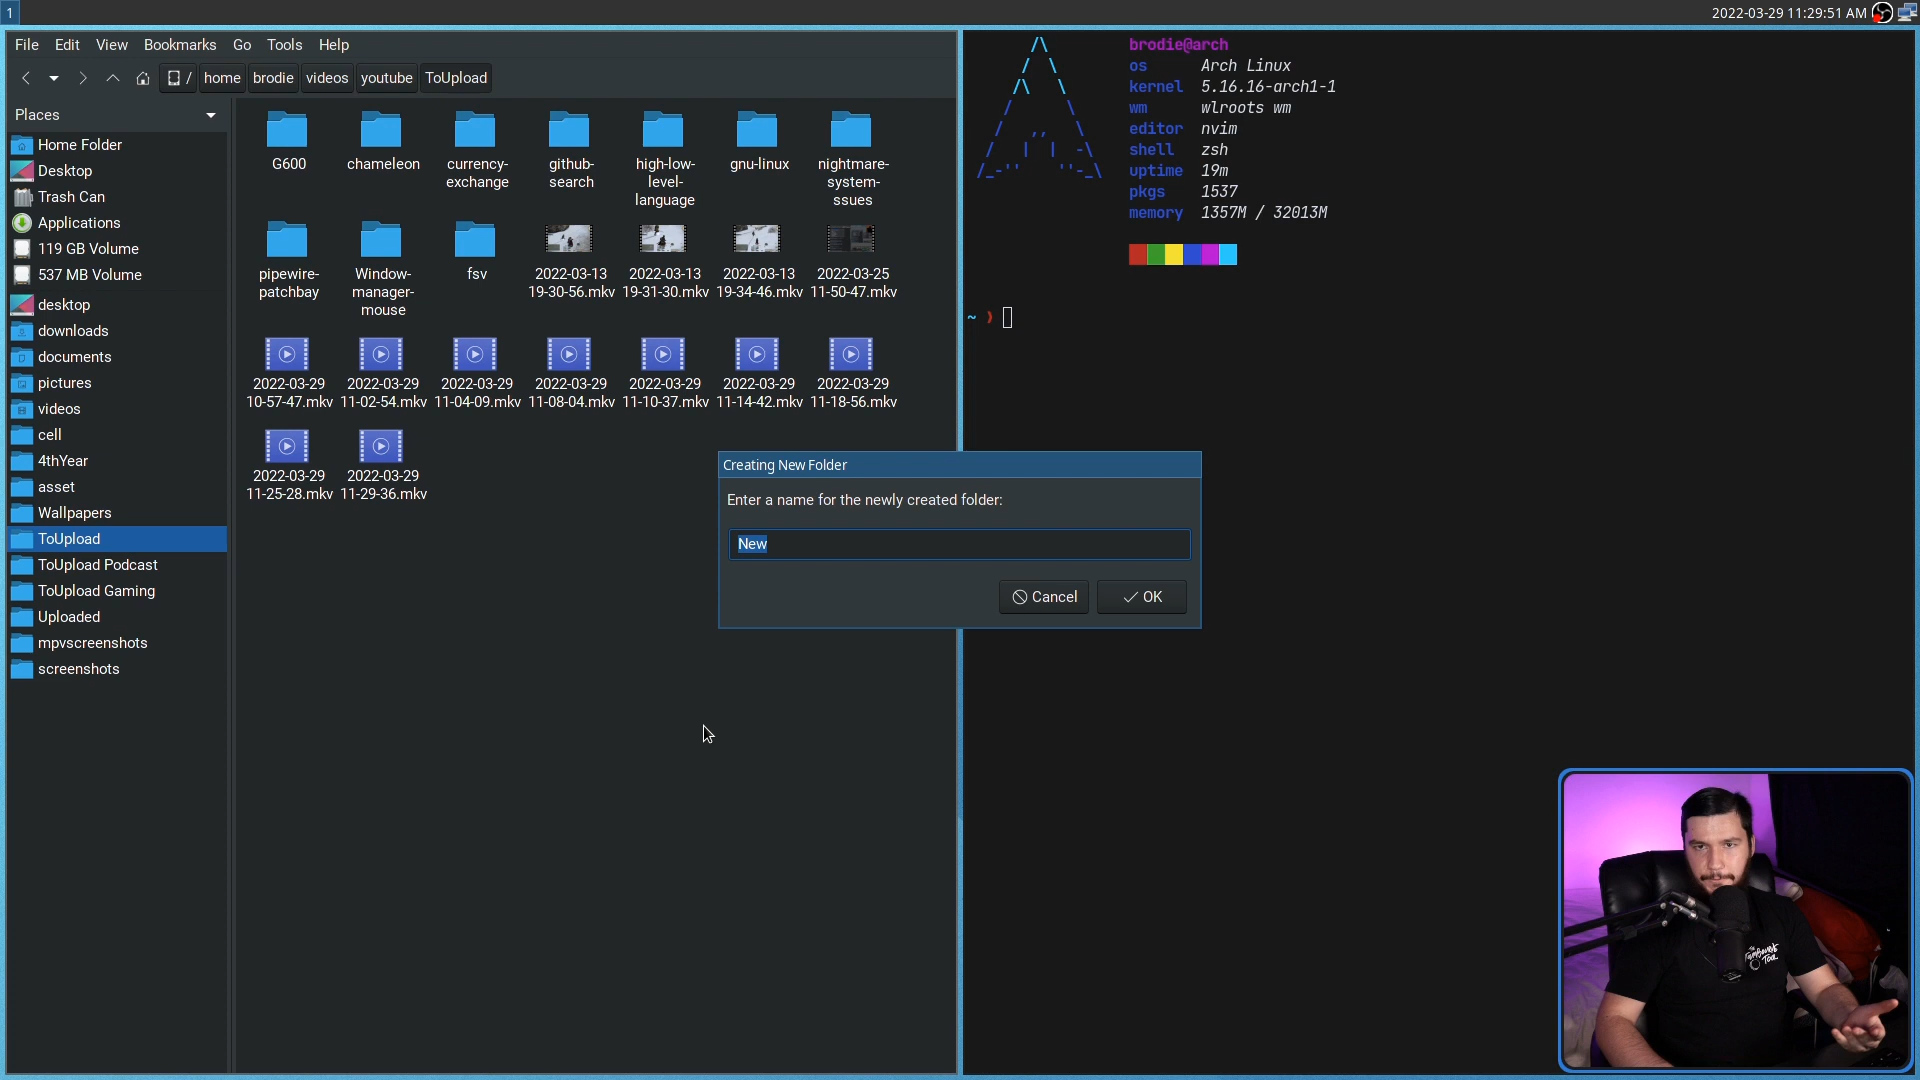 1
2022-03-29 11:29:51 AM
File Edit View Bookmarks Go Tools Help
/ home brodie videos youtube ToUpload
Places
Home Folder
Desktop
Trash Can
Applications
119 GB Volume
537 MB Volume
desktop
downloads
documents
pictures
videos
cell
4thYear
asset
Wallpapers
ToUpload
ToUpload Podcast
ToUpload Gaming
Uploaded
mpvscreenshots
screenshots
G600
chameleon
currency-
exchange
github-
search
high-low-
level-
language
gnu-linux
nightmare-
system-
ssues
pipewire-
patchbay
Window-
manager-
mouse
fsv
2022-03-13
19-30-56.mkv
2022-03-13
19-31-30.mkv
2022-03-13
19-34-46.mkv
2022-03-25
11-50-47.mkv
2022-03-29
10-57-47.mkv
2022-03-29
11-02-54.mkv
2022-03-29
11-04-09.mkv
2022-03-29
11-08-04.mkv
2022-03-29
11-10-37.mkv
2022-03-29
11-14-42.mkv
2022-03-29
11-18-56.mkv
2022-03-29
11-25-28.mkv
2022-03-29
11-29-36.mkv
Creating New Folder
Enter a name for the newly created folder:
New
Cancel OK
brodie@arch
os Arch Linux
kernel 5.16.16-arch1-1
wm wlroots wm
editor nvim
shell zsh
uptime 19m
pkgs 1537
memory 1357M / 32013M
~ ❫